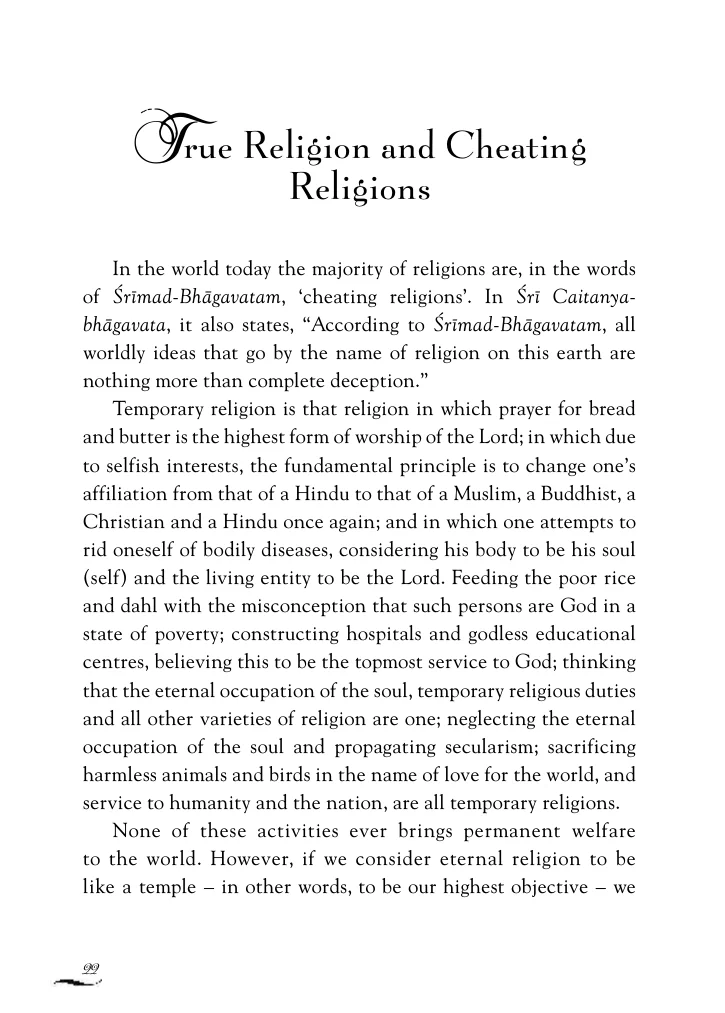 True Religion and Cheating
Religions
In the world today the majority of religions are, in the words
of Śrīmad-Bhāgavatam, ‘cheating religions’. In Śrī Caitanya-
bhāgavata, it also states, “According to Śrīmad-Bhāgavatam, all
worldly ideas that go by the name of religion on this earth are
nothing more than complete deception.”
Temporary religion is that religion in which prayer for bread
and butter is the highest form of worship of the Lord; in which due
to selfish interests, the fundamental principle is to change one’s
affiliation from that of a Hindu to that of a Muslim, a Buddhist, a
Christian and a Hindu once again; and in which one attempts to
rid oneself of bodily diseases, considering his body to be his soul
(self) and the living entity to be the Lord. Feeding the poor rice
and dahl with the misconception that such persons are God in a
state of poverty; constructing hospitals and godless educational
centres, believing this to be the topmost service to God; thinking
that the eternal occupation of the soul, temporary religious duties
and all other varieties of religion are one; neglecting the eternal
occupation of the soul and propagating secularism; sacrificing
harmless animals and birds in the name of love for the world, and
service to humanity and the nation, are all temporary religions.
None of these activities ever brings permanent welfare
to the world. However, if we consider eternal religion to be
like a temple – in other words, to be our highest objective – we
22